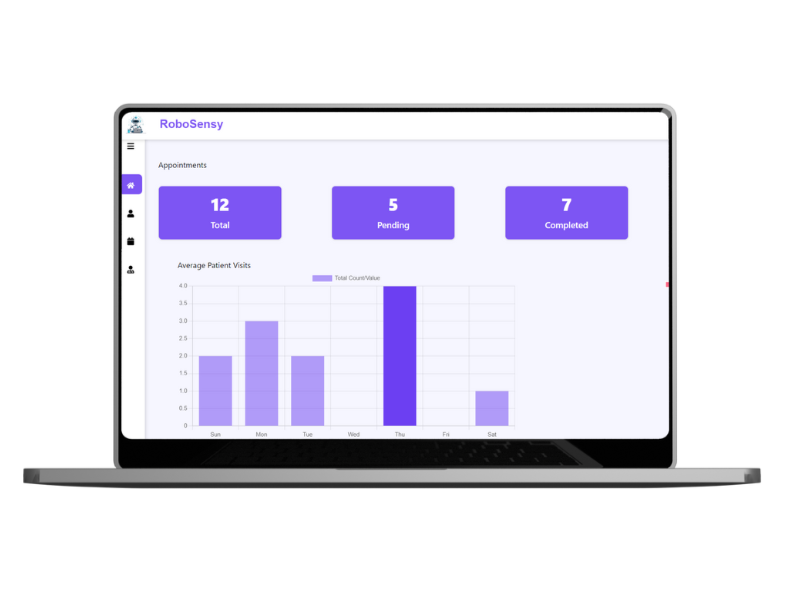 RoboSensy
Appointments
12
Total
5
Pending
7
Completed
Average Patient Visits
Total Count/Value
4.0
3.5
3.0
2.5
2.0
1.5
1.0
0.5
0
Sun Mon Tue Wed Thu Fri Sat